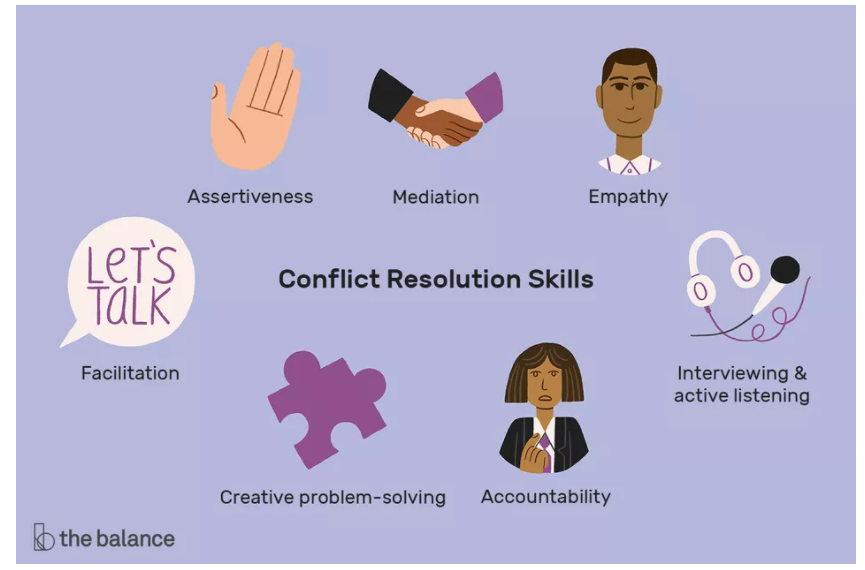 Assertiveness
Mediation
Empathy
LET'S
TALK
Facilitation
Conflict Resolution Skills
Interviewing &
active listening
Creative problem-solving
Accountability
the balance